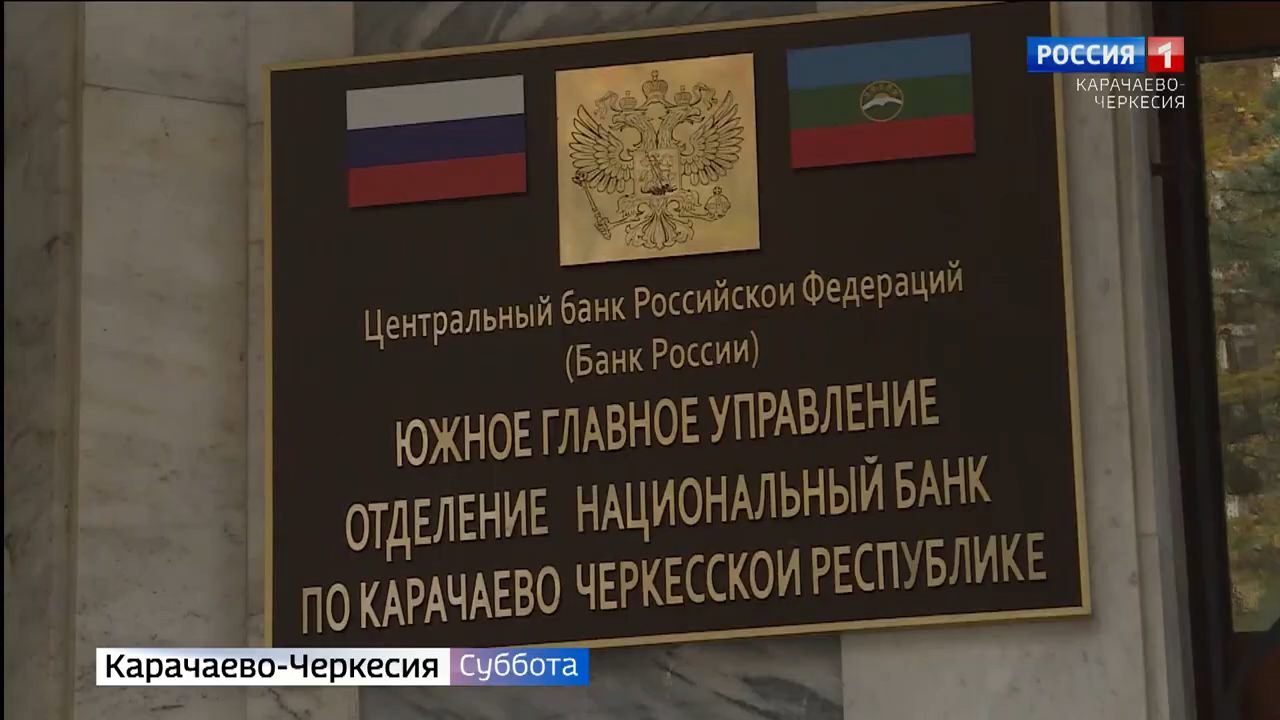 РОССИЯ 1
КАРАЧАЕВО-
ЧЕРКЕСИЯ
Центральный банк Российскои Федераций
(Банк России)
ЮЖНОЕ ГЛАВНОЕ УПРАВЛЕНИЕ
ОТДЕЛЕНИЕ НАЦИОНАЛЬНЫЙ БАНК
ПО КАРАЧАЕВО ЧЕРКЕССКОИ РЕСПУБЛИКЕ
Карачаево-Черкесия Суббота